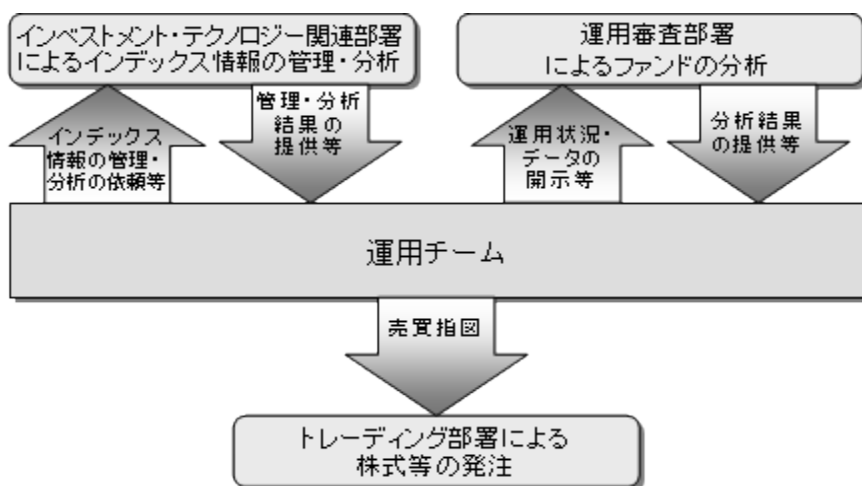 インベストメント・テクノロジー関連部署
によるインデックス情報の管理・分析
運用審査部署
によるファンドの分析
インデックス
情報の管理・
分析の依頼等
管理・分析
結果の
提供等
運用状況・
データの
開示等
分析結果
の提供等
運用チーム
売買指図
トレーディング部署による
株式等の発注